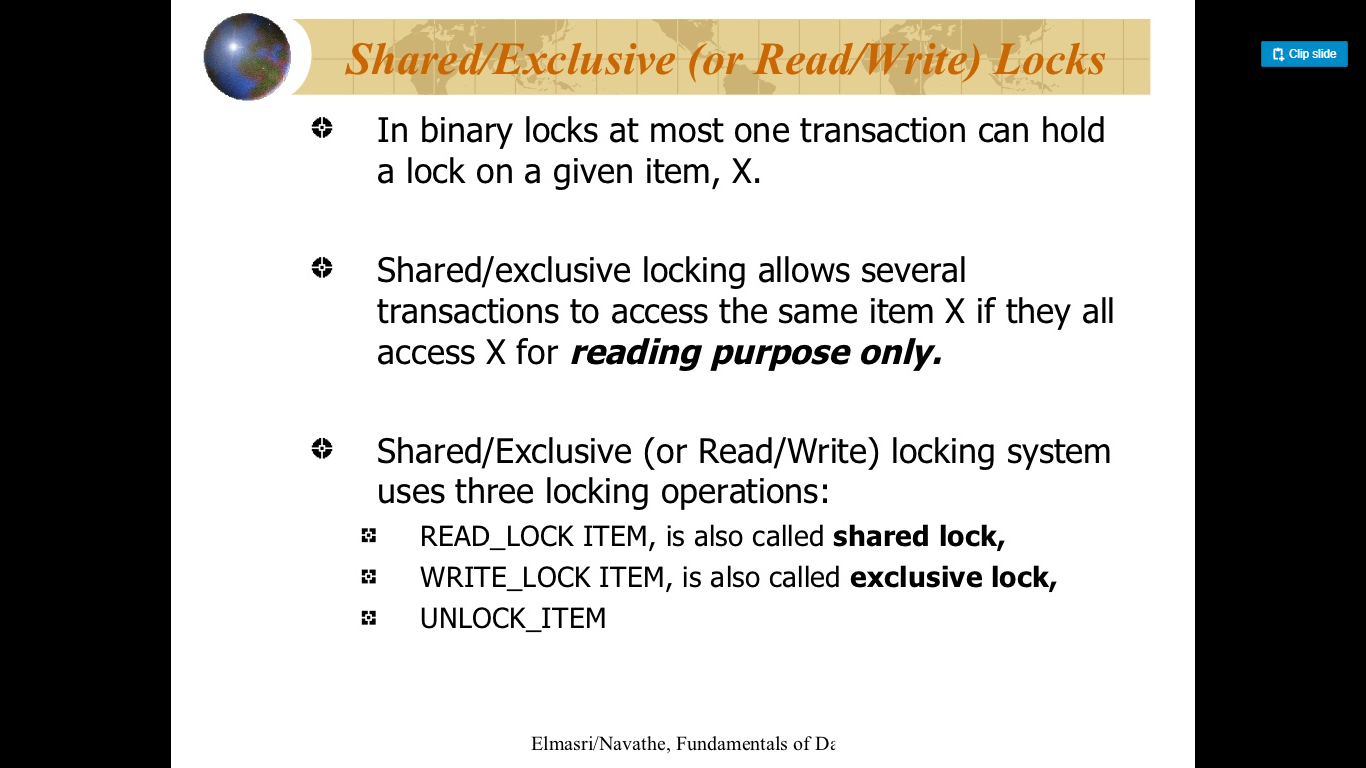 Shared/Exclusive (or Read/Write) Locks
Clip slide
In binary locks at most one transaction can hold
a lock on a given item, X.
Shared/exclusive locking allows several
transactions to access the same item X if they all
access X for reading purpose only.
Shared/Exclusive (or Read/Write) locking system
uses three locking operations:
READ_LOCK ITEM, is also called shared lock,
WRITE_LOCK ITEM, is also called exclusive lock,
UNLOCK_ITEM
Elmasri/Navathe, Fundamentals of Da